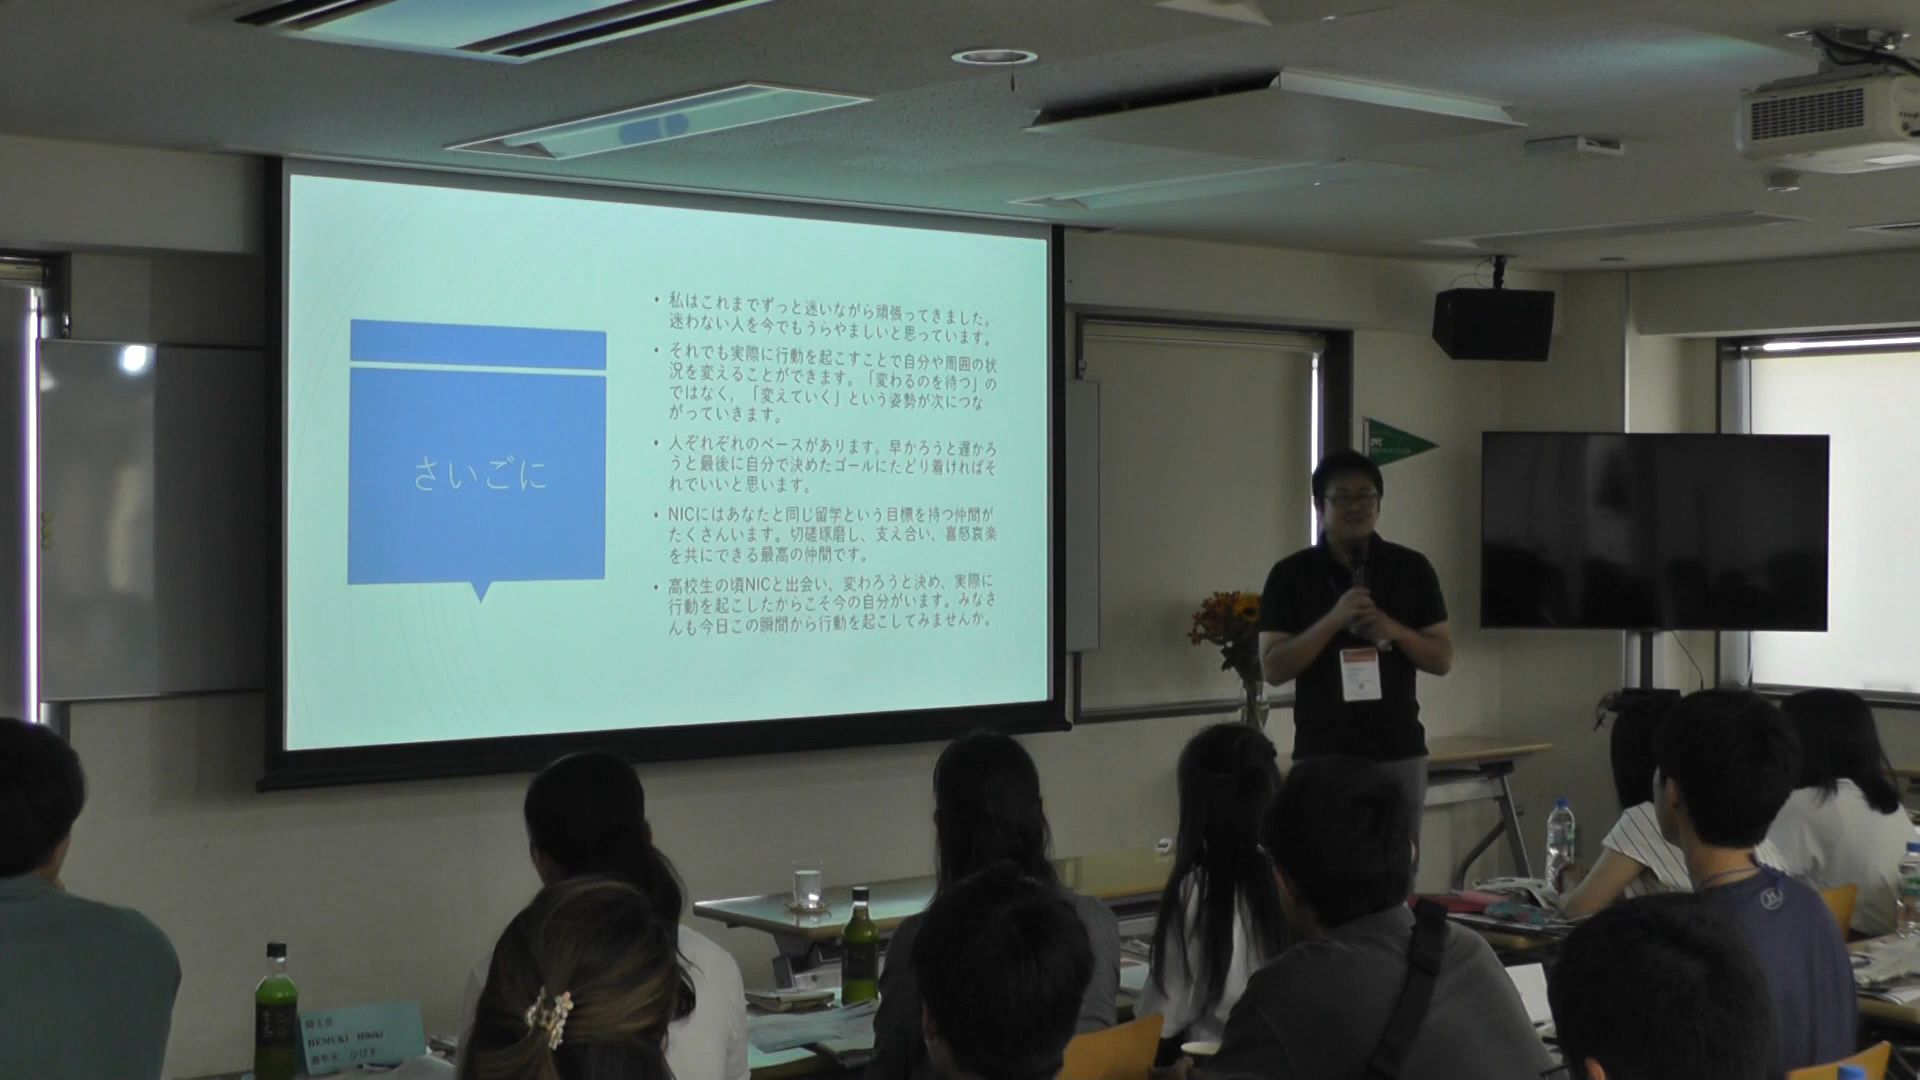 さいごに
• 私はこれまでずっと迷いながら頑張ってきました。
迷わない人を今でもうらやましいと思っています。
• それでも実際に行動を起こすことで自分や周囲の状
況を変えることができます。「変わるのを待つ」の
ではなく，「変えていく」という姿勢が次につな
がっていきます。
• 人ぞれぞれのペースがあります。早かろうと遅かろ
うと最後に自分で決めたゴールにたどり着ければそ
れでいいと思います。
• NICにはあなたと同じ留学という目標を持つ仲間が
たくさんいます。切磋琢磨し、支え合い、喜怒哀楽
を共にできる最高の仲間です。
• 高校生の頃NICと出会い、変わろうと決め、実際に
行動を起こしたからこそ今の自分がいます。みなさ
んも今日この瞬間から行動を起こしてみませんか。
埼玉県